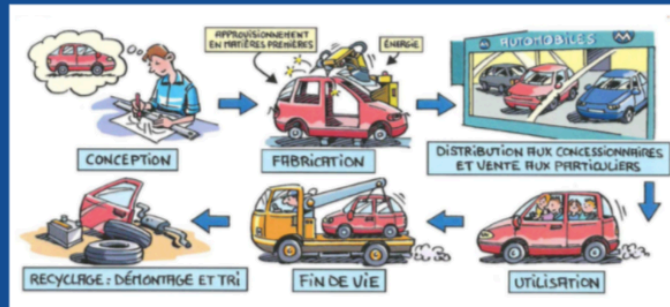 APPROVISIONNEMENT
EN MATIÈRES PREMIÈRES
ÉNERGIE
AUTOMOBILES
CONCEPTION
FABRICATION
DISTRIBUTION AUX CONCESSIONNAIRES
ET VENTE AUX PARTICULIERS
RECYCLAGE : DÉMONTAGE ET TRI
FIN DE VIE
UTILISATION